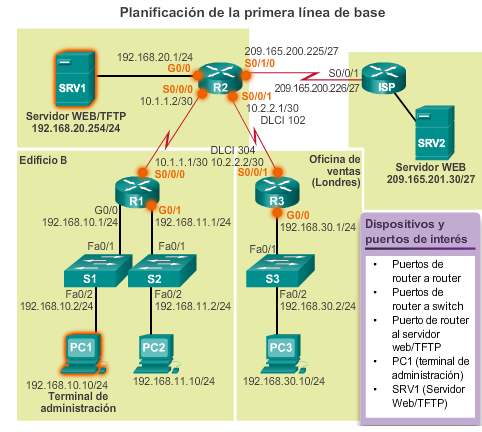 Planificación de la primera línea de base
192.168.20.1/24
G0/0
R2
209.165.200.225/27
S0/1/0
S0/0/1
209.165.200.226/27
ISP
SRV1
Servidor WEB/TFTP
192.168.20.254/24
S0/0/0
10.1.1.2/30
S0/0/1
10.2.2.1/30
DLCI 102
SRV2
Servidor WEB
209.165.201.30/27
Edificio B
10.1.1.1/30
S0/0/0
DLCI 304
10.2.2.2/30
S0/0/1
Oficina de
ventas
(Londres)
R1
R3
G0/0
192.168.10.1/24
G0/1
192.168.11.1/24
G0/0
192.168.30.1/24
Fa0/1
Fa0/1
Fa0/1
S1
S2
S3
Fa0/2
192.168.10.2/24
Fa0/2
192.168.11.2/24
Fa0/2
192.168.30.2/24
PC1
PC2
PC3
192.168.10.10/24
Terminal de
administración
192.168.11.10/24
192.168.30.10/24
Dispositivos y
puertos de interés
• Puertos de
router a router
• Puertos de
router a switch
• Puerto de router
al servidor
web/TFTP
• PC1 (terminal de
administración)
• SRV1 (Servidor
Web/TFTP)